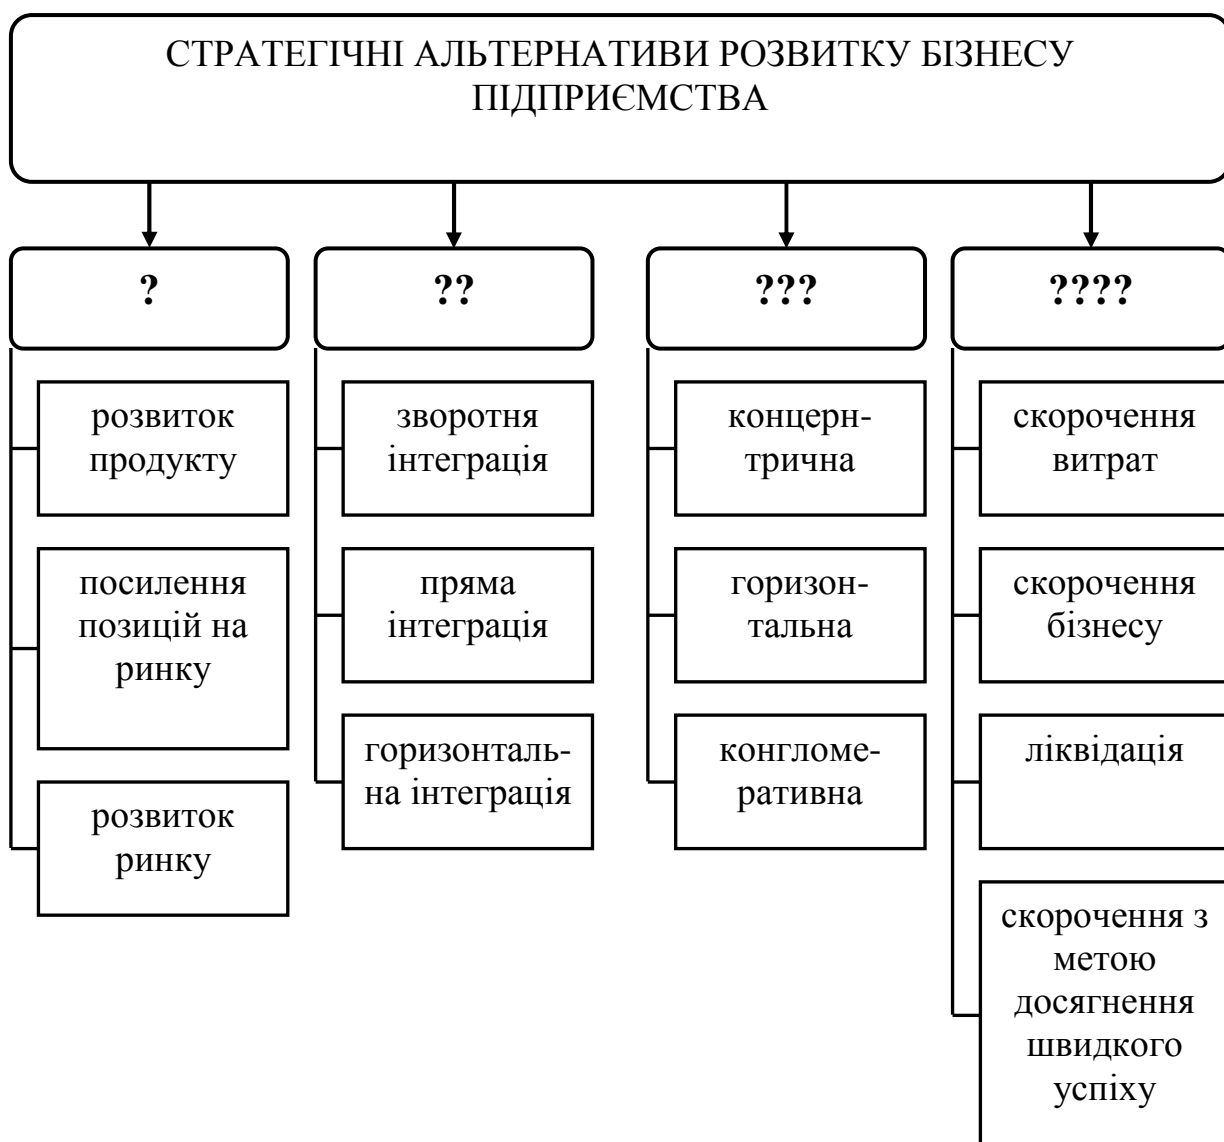 СТРАТЕГІЧНІ АЛЬТЕРНАТИВИ РОЗВИТКУ БІЗНЕСУ
ПІДПРИЄМСТВА
?
??
???
????
розвиток
продукту
посилення
позицій на
ринку
розвиток
ринку
зворотня
інтеграція
пряма
інтеграція
горизонталь-
на інтеграція
концерн-
трична
горизон-
тальна
конгломе-
ративна
скорочення
витрат
скорочення
бізнесу
ліквідація
скорочення з
метою
досягнення
швидкого
успіху